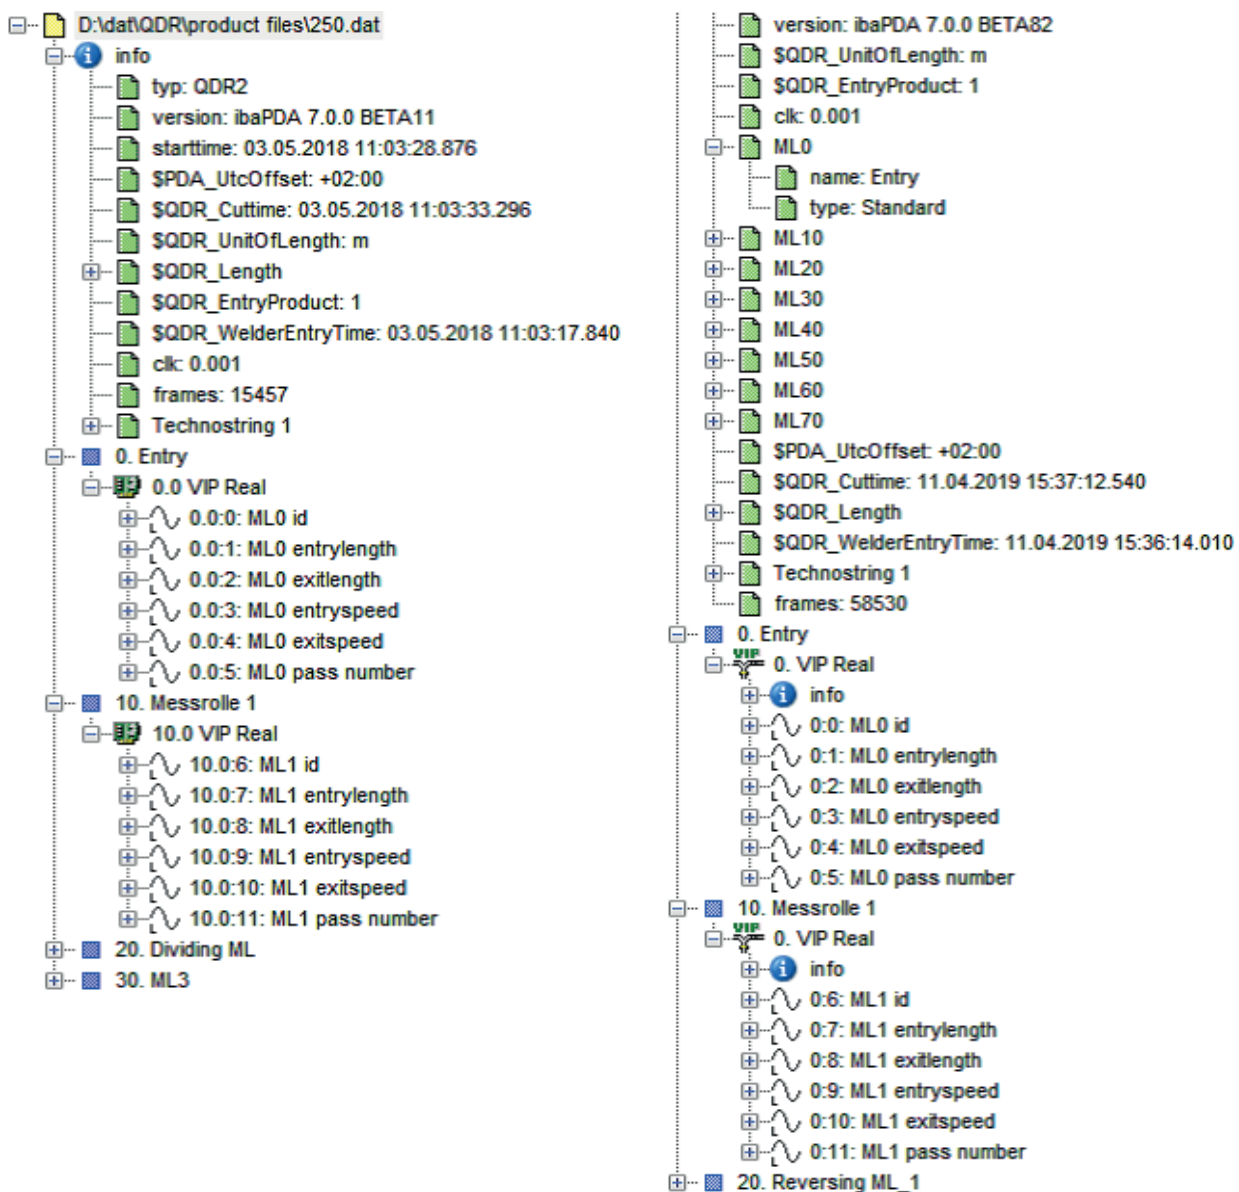 D:\dat\QDR\product files\250.dat
info
typ: QDR2
version: ibaPDA 7.0.0 BETA11
starttime: 03.05.2018 11:03:28.876
$PDA_UtcOffset: +02:00
$QDR_Cuttime: 03.05.2018 11:03:33.296
$QDR_UnitOfLength: m
$QDR_Length
$QDR_EntryProduct: 1
$QDR_WelderEntryTime: 03.05.2018 11:03:17.840
clk: 0.001
frames: 15457
Technostring 1
0. Entry
0.0 VIP Real
0.0:0: ML0 id
0.0:1: ML0 entrylength
0.0:2: ML0 exitlength
0.0:3: ML0 entryspeed
0.0:4: ML0 exitspeed
0.0:5: ML0 pass number
10. Messrolle 1
10.0 VIP Real
10.0:6: ML1 id
10.0:7: ML1 entrylength
10.0:8: ML1 exitlength
10.0:9: ML1 entryspeed
10.0:10: ML1 exitspeed
10.0:11: ML1 pass number
20. Dividing ML
30. ML3
version: ibaPDA 7.0.0 BETA82
$QDR_UnitOfLength: m
$QDR_EntryProduct: 1
clk: 0.001
ML0
name: Entry
type: Standard
ML10
ML20
ML30
ML40
ML50
ML60
ML70
$PDA_UtcOffset: +02:00
$QDR_Cuttime: 11.04.2019 15:37:12.540
$QDR_Length
$QDR_WelderEntryTime: 11.04.2019 15:36:14.010
Technostring 1
frames: 58530
0. Entry
VIP 0. VIP Real
info
0:0: ML0 id
0:1: ML0 entrylength
0:2: ML0 exitlength
0:3: ML0 entryspeed
0:4: ML0 exitspeed
0:5: ML0 pass number
10. Messrolle 1
VIP 0. VIP Real
info
0:6: ML1 id
0:7: ML1 entrylength
0:8: ML1 exitlength
0:9: ML1 entryspeed
0:10: ML1 exitspeed
0:11: ML1 pass number
20. Reversing ML_1